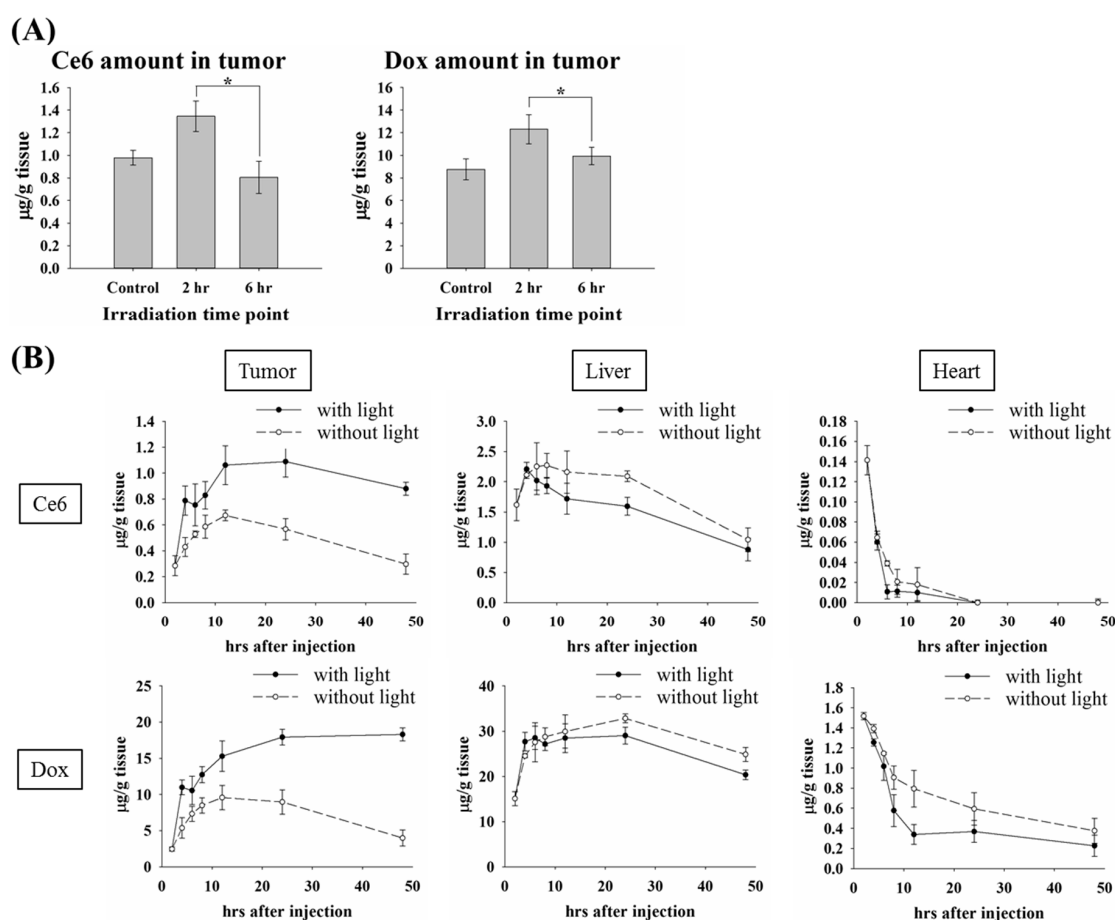 (A)
Ce6 amount in tumor
Dox amount in tumor
µg/g tissue
1.6
1.4
1.2
1.0
0.8
0.6
0.4
0.2
0.0
*
Control 2 hr 6 hr
Irradiation time point
µg/g tissue
16
14
12
10
8
6
4
2
0
*
Control 2 hr 6 hr
Irradiation time point
(B)
Tumor
Liver
Heart
Ce6
with light
without light
µg/g tissue
1.4
1.2
1.0
0.8
0.6
0.4
0.2
0.0
0 10 20 30 40 50
hrs after injection
with light
without light
µg/g tissue
3.0
2.5
2.0
1.5
1.0
0.5
0.0
0 10 20 30 40 50
hrs after injection
with light
without light
µg/g tissue
0.18
0.16
0.14
0.12
0.10
0.08
0.06
0.04
0.02
0.00
0 10 20 30 40 50
hrs after injection
Dox
with light
without light
µg/g tissue
25
20
15
10
5
0
0 10 20 30 40 50
hrs after injection
with light
without light
µg/g tissue
40
30
20
10
0
0 10 20 30 40 50
hrs after injection
with light
without light
µg/g tissue
1.8
1.6
1.4
1.2
1.0
0.8
0.6
0.4
0.2
0.0
0 10 20 30 40 50
hrs after injection